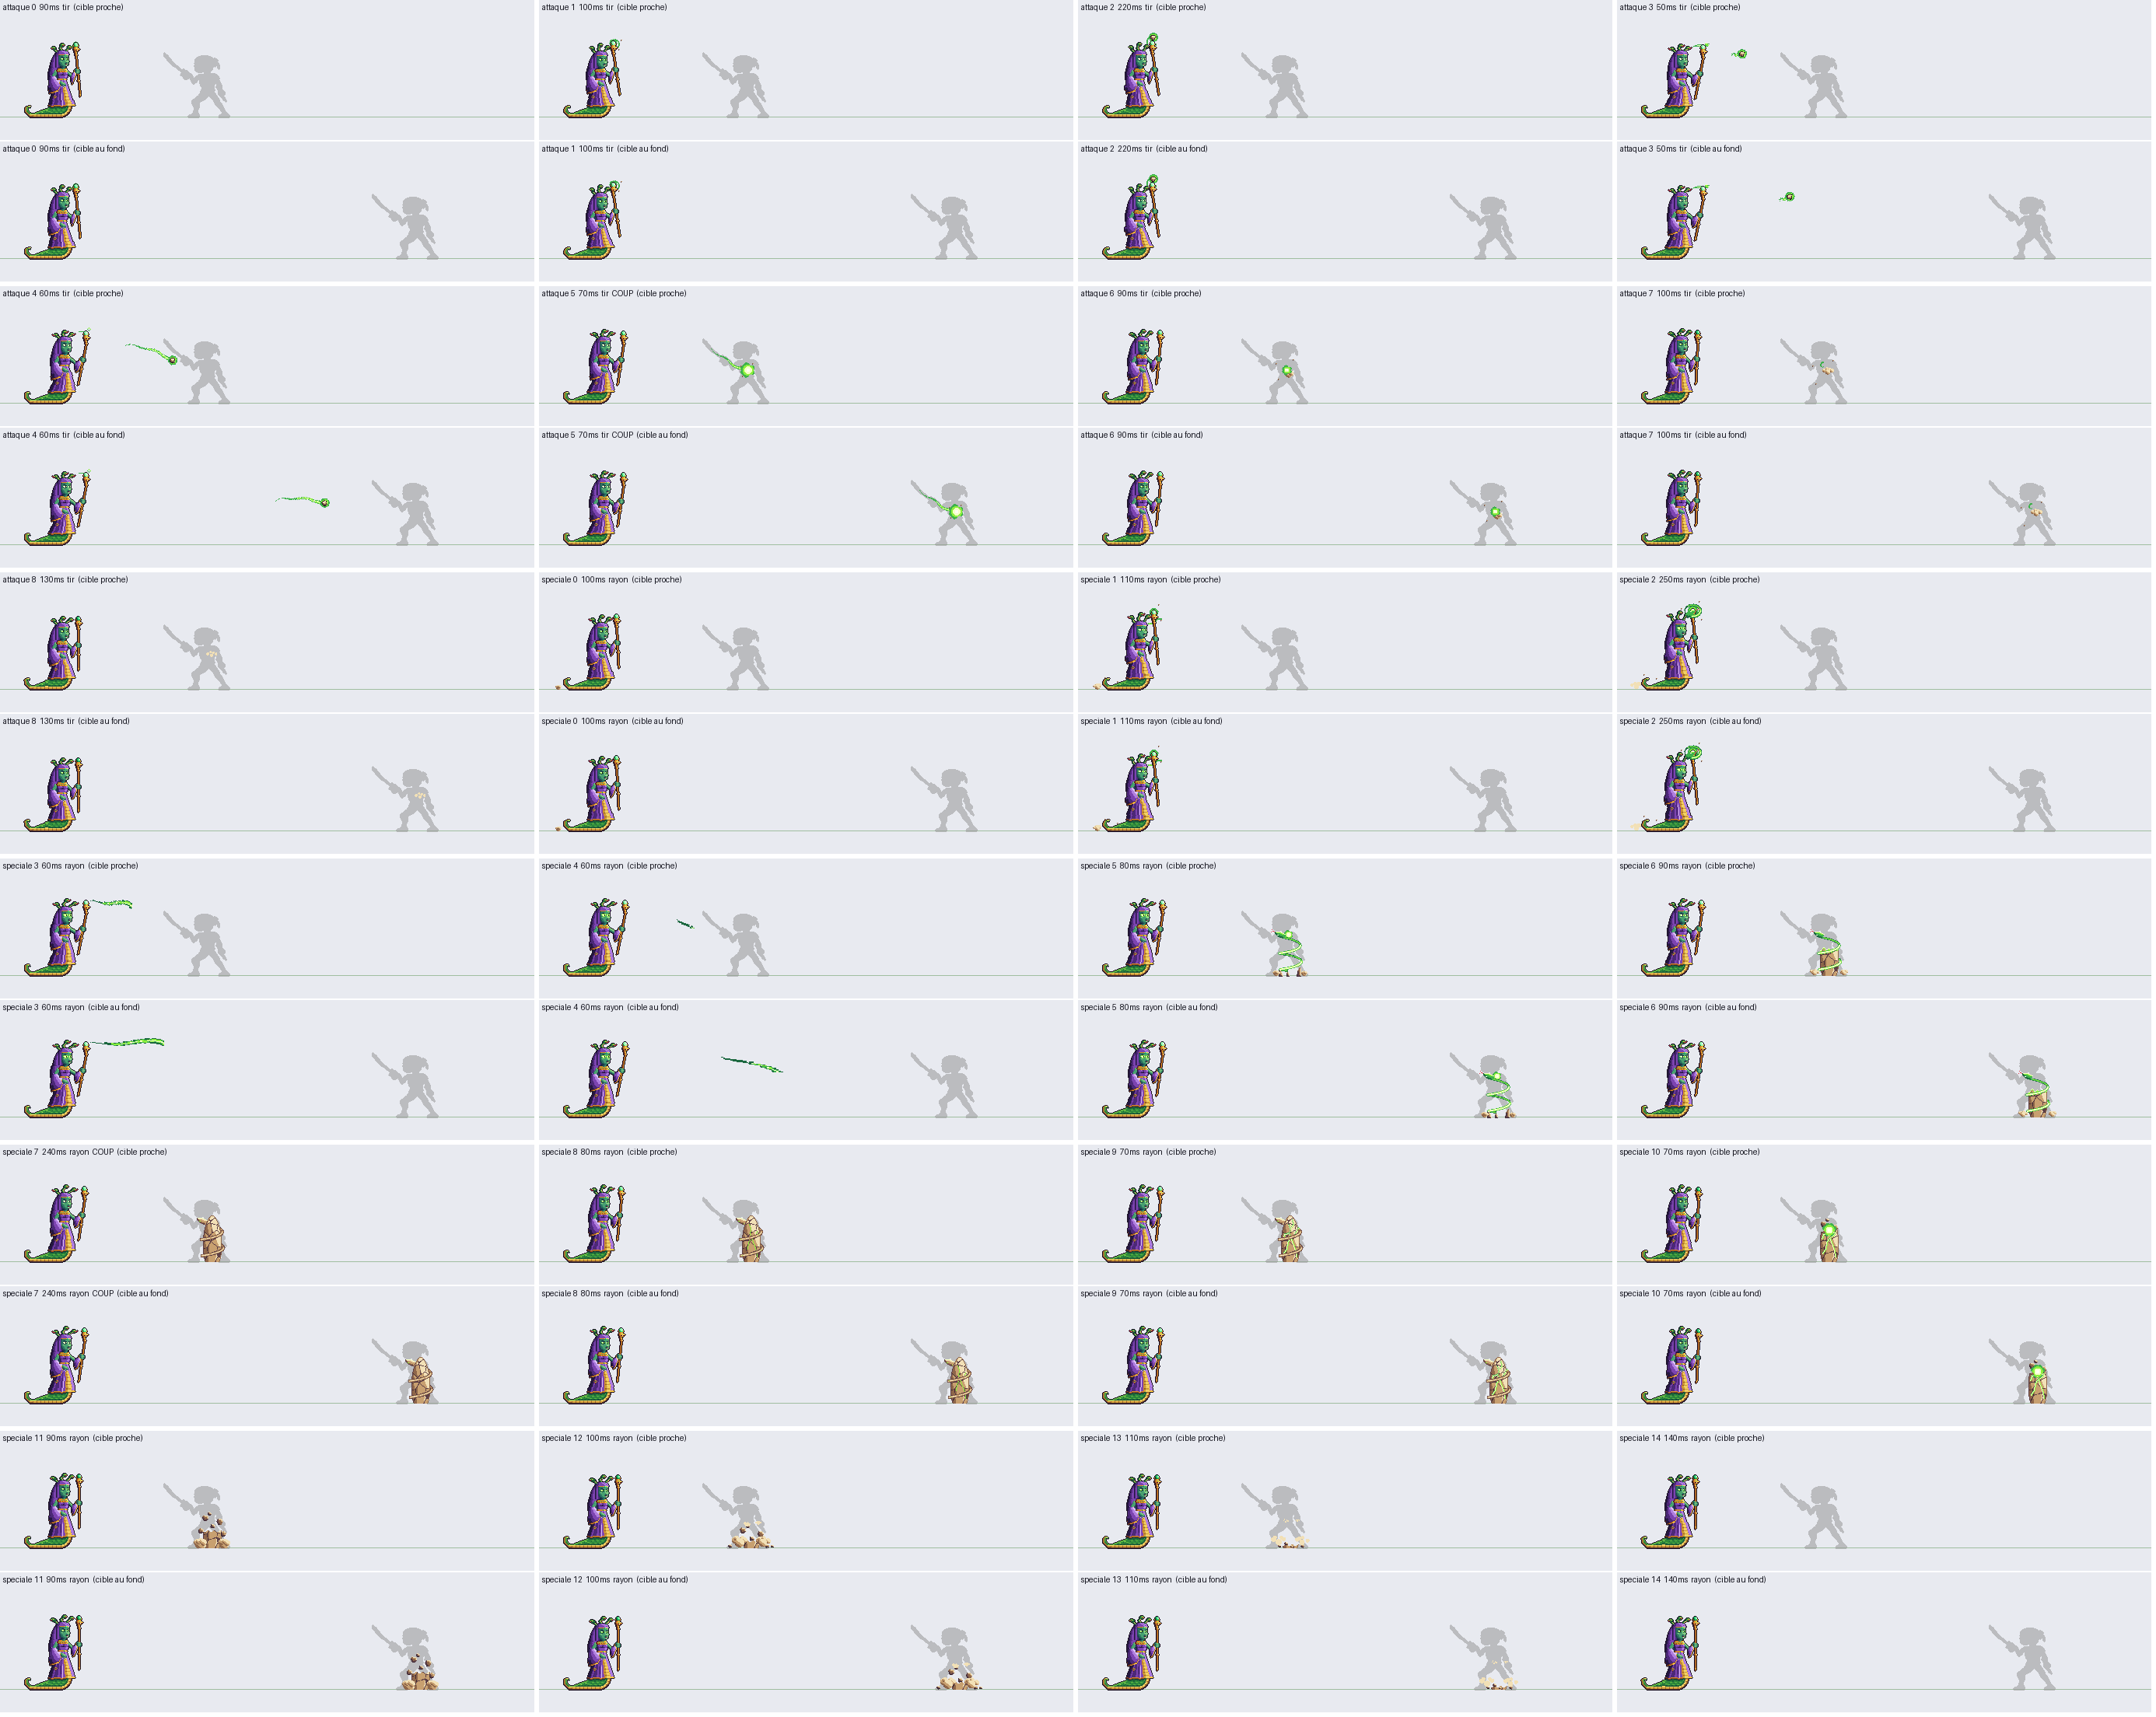 attaque 0 90ms tir (cible proche)
attaque 1 100ms tir (cible proche)
attaque 2 220ms tir (cible proche)
attaque 3 50ms tir (cible proche)
attaque 0 90ms tir (cible au fond)
attaque 1 100ms tir (cible au fond)
attaque 2 220ms tir (cible au fond)
attaque 3 50ms tir (cible au fond)
attaque 4 60ms tir (cible proche)
attaque 5 70ms tir COUP (cible proche)
attaque 6 90ms tir (cible proche)
attaque 7 100ms tir (cible proche)
attaque 4 60ms tir (cible au fond)
attaque 5 70ms tir COUP (cible au fond)
attaque 6 90ms tir (cible au fond)
attaque 7 100ms tir (cible au fond)
attaque 8 130ms tir (cible proche)
speciale 0 100ms rayon (cible proche)
speciale 1 110ms rayon (cible proche)
speciale 2 250ms rayon (cible proche)
attaque 8 130ms tir (cible au fond)
speciale 0 100ms rayon (cible au fond)
speciale 1 110ms rayon (cible au fond)
speciale 2 250ms rayon (cible au fond)
speciale 3 60ms rayon (cible proche)
speciale 4 60ms rayon (cible proche)
speciale 5 80ms rayon (cible proche)
speciale 6 90ms rayon (cible proche)
speciale 3 60ms rayon (cible au fond)
speciale 4 60ms rayon (cible au fond)
speciale 5 80ms rayon (cible au fond)
speciale 6 90ms rayon (cible au fond)
speciale 7 240ms rayon COUP (cible proche)
speciale 8 80ms rayon (cible proche)
speciale 9 70ms rayon (cible proche)
speciale 10 70ms rayon (cible proche)
speciale 7 240ms rayon COUP (cible au fond)
speciale 8 80ms rayon (cible au fond)
speciale 9 70ms rayon (cible au fond)
speciale 10 70ms rayon (cible au fond)
speciale 11 90ms rayon (cible proche)
speciale 12 100ms rayon (cible proche)
speciale 13 110ms rayon (cible proche)
speciale 14 140ms rayon (cible proche)
speciale 11 90ms rayon (cible au fond)
speciale 12 100ms rayon (cible au fond)
speciale 13 110ms rayon (cible au fond)
speciale 14 140ms rayon (cible au fond)